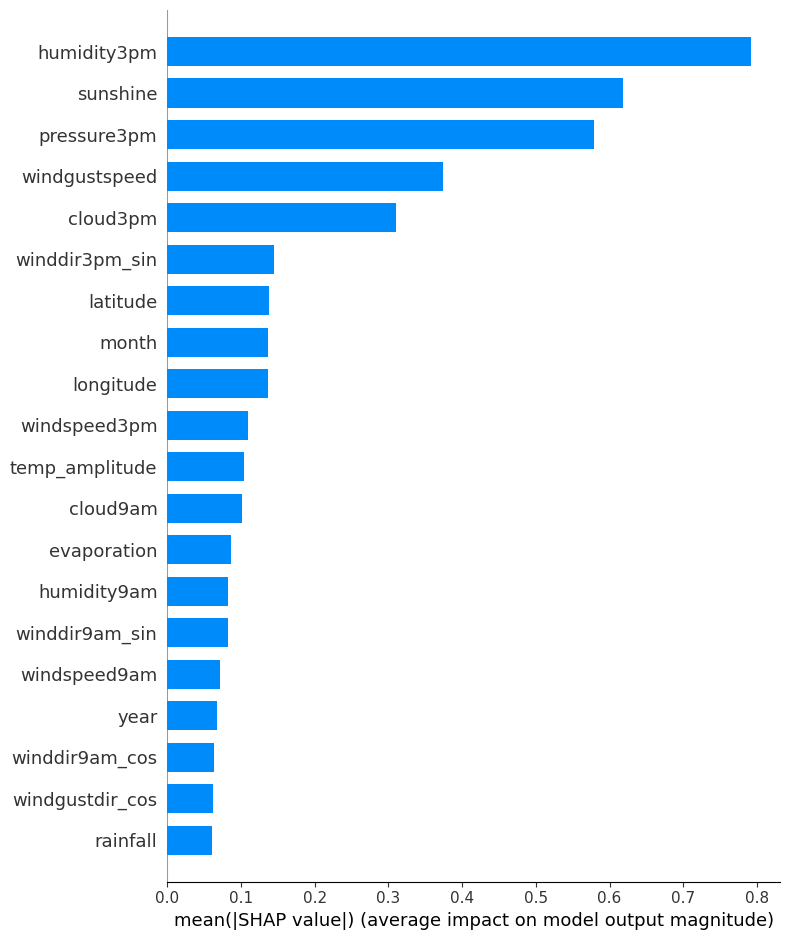 humidity3pm
sunshine
pressure3pm
windgustspeed
cloud3pm
winddir3pm_sin
latitude
month
longitude
windspeed3pm
temp_amplitude
cloud9am
evaporation
humidity9am
winddir9am_sin
windspeed9am
year
winddir9am_cos
windgustdir_cos
rainfall
0.0 0.1 0.2 0.3 0.4 0.5 0.6 0.7 0.8
mean(|SHAP value|) (average impact on model output magnitude)